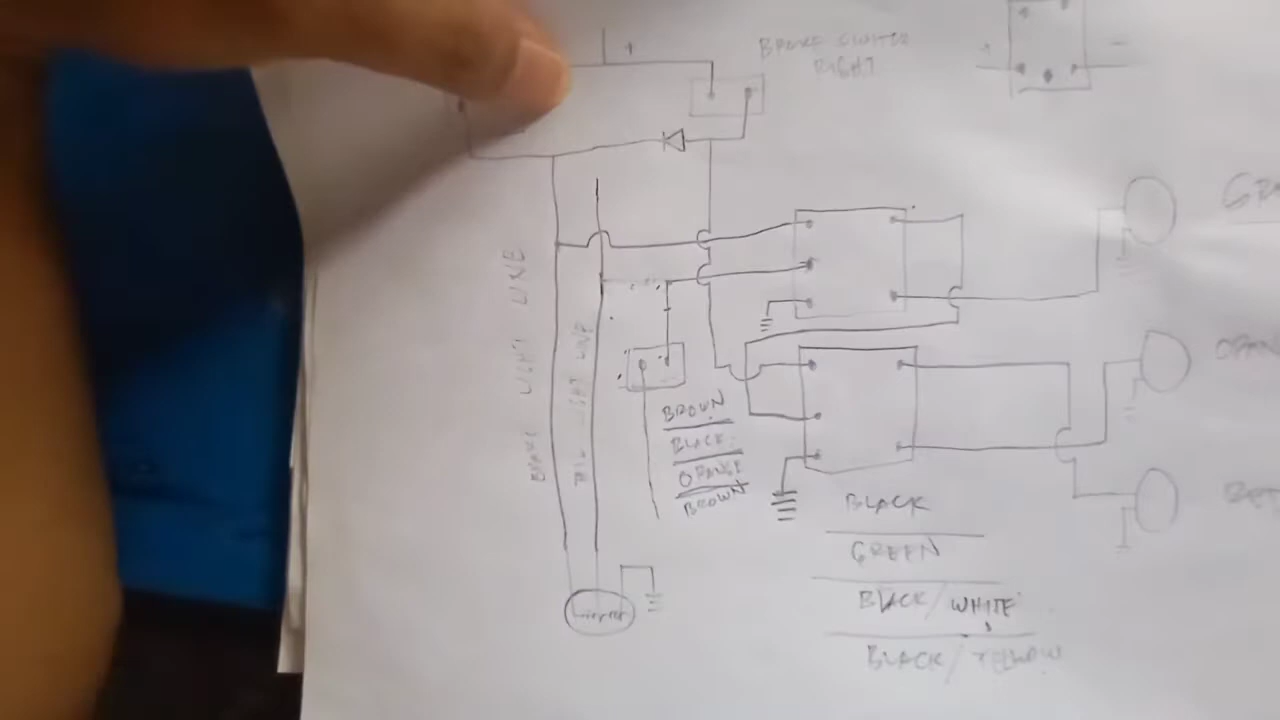 +
BRAKE SWITCH
RIGHT
+ -
BRAKE LIGHT LINE
TAIL LIGHT LINE
BROWN
BLACK
ORANGE
BROWN
BLACK
GREEN
BLACK/WHITE
BLACK/YELLOW